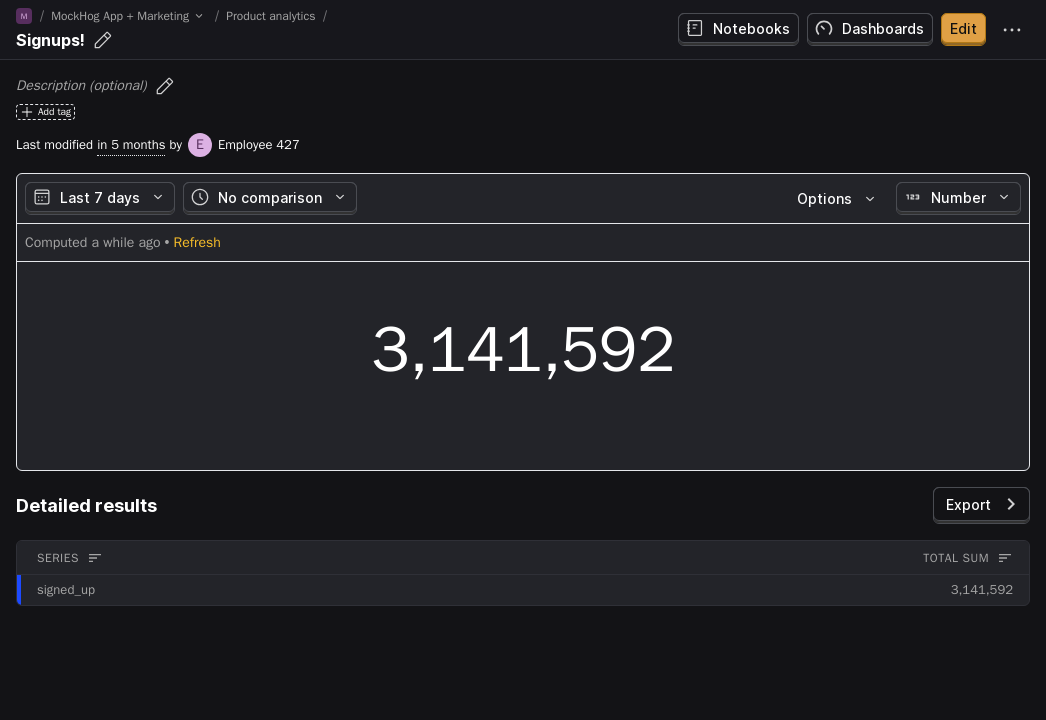 M / MockHog App + Marketing / Product analytics /
Signups!
Notebooks Dashboards Edit
Description (optional)
Add tag
Last modified in 5 months by E Employee 427
Last 7 days No comparison Options 123 Number
Computed a while ago • Refresh
3,141,592
Detailed results Export
SERIES TOTAL SUM
signed_up 3,141,592